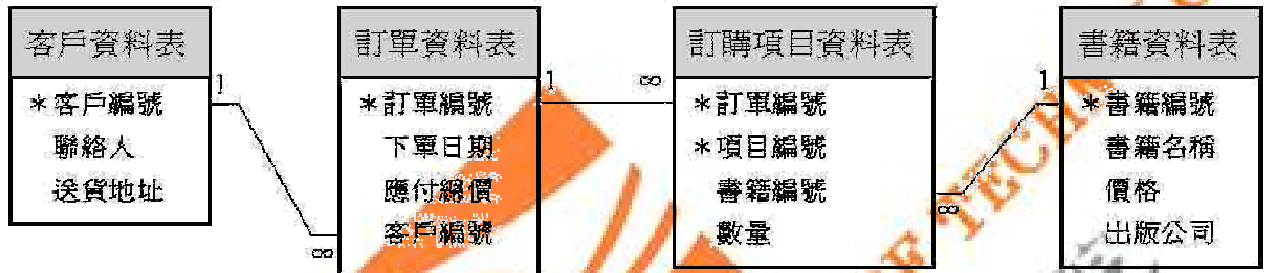 客戶資料表
*客戶編號
聯絡人
送貨地址
1
∞
訂單資料表
*訂單編號
下單日期
應付總價
客戶編號
1
∞
訂購項目資料表
*訂單編號
*項目編號
書籍編號
數量
∞
1
書籍資料表
*書籍編號
書籍名稱
價格
出版公司